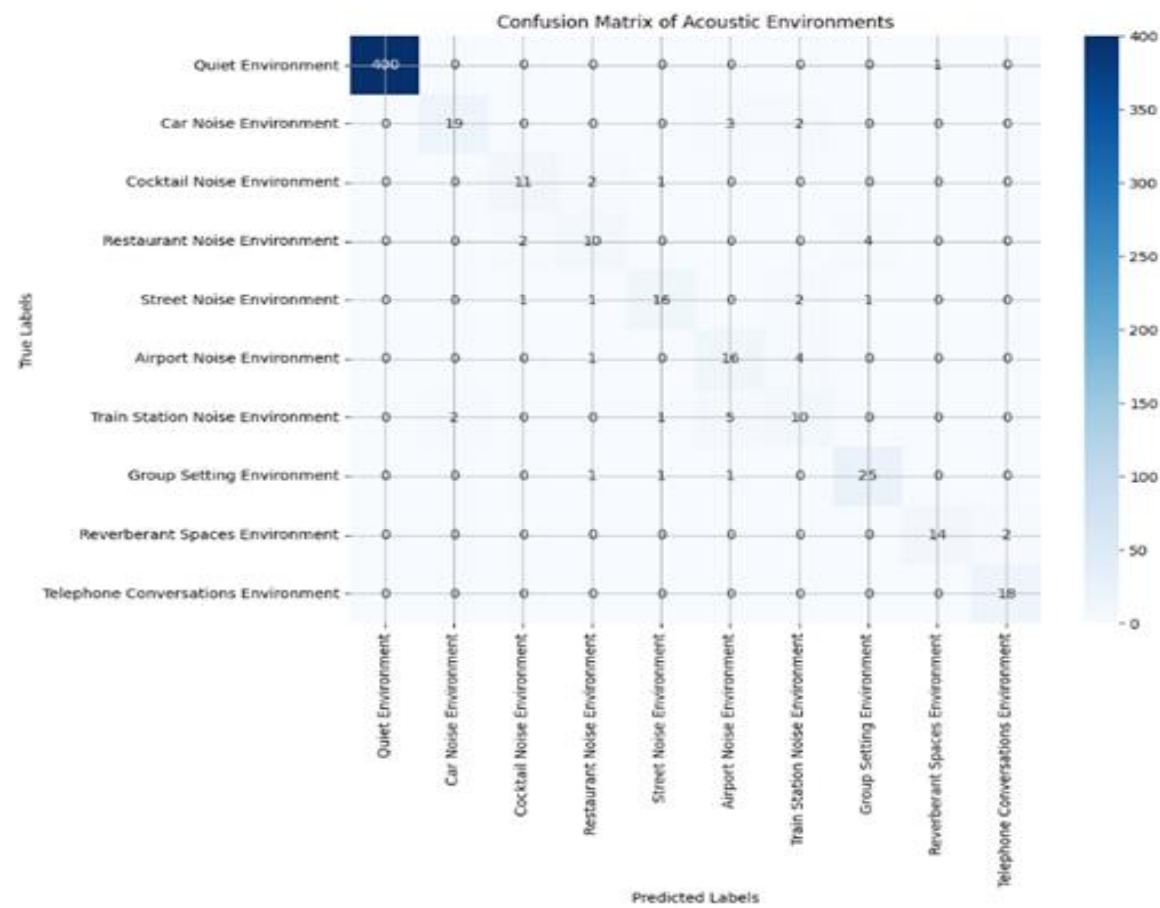 Confusion Matrix of Acoustic Environments
Quiet Environment 400 0 0 0 0 0 0 0 1 0
Car Noise Environment 0 19 0 0 0 3 2 0 0 0
Cocktail Noise Environment 0 0 11 2 1 0 0 0 0 0
Restaurant Noise Environment 0 0 2 10 0 0 0 4 0 0
Street Noise Environment 0 0 1 1 16 0 2 1 0 0
Airport Noise Environment 0 0 0 1 0 16 4 0 0 0
Train Station Noise Environment 0 2 0 0 1 5 10 0 0 0
Group Setting Environment 0 0 0 1 1 1 0 25 0 0
Reverberant Spaces Environment 0 0 0 0 0 0 0 0 14 2
Telephone Conversations Environment 0 0 0 0 0 0 0 0 0 18
True Labels
Quiet Environment
Car Noise Environment
Cocktail Noise Environment
Restaurant Noise Environment
Street Noise Environment
Airport Noise Environment
Train Station Noise Environment
Group Setting Environment
Reverberant Spaces Environment
Telephone Conversations Environment
Predicted Labels
400
350
300
250
200
150
100
50
0